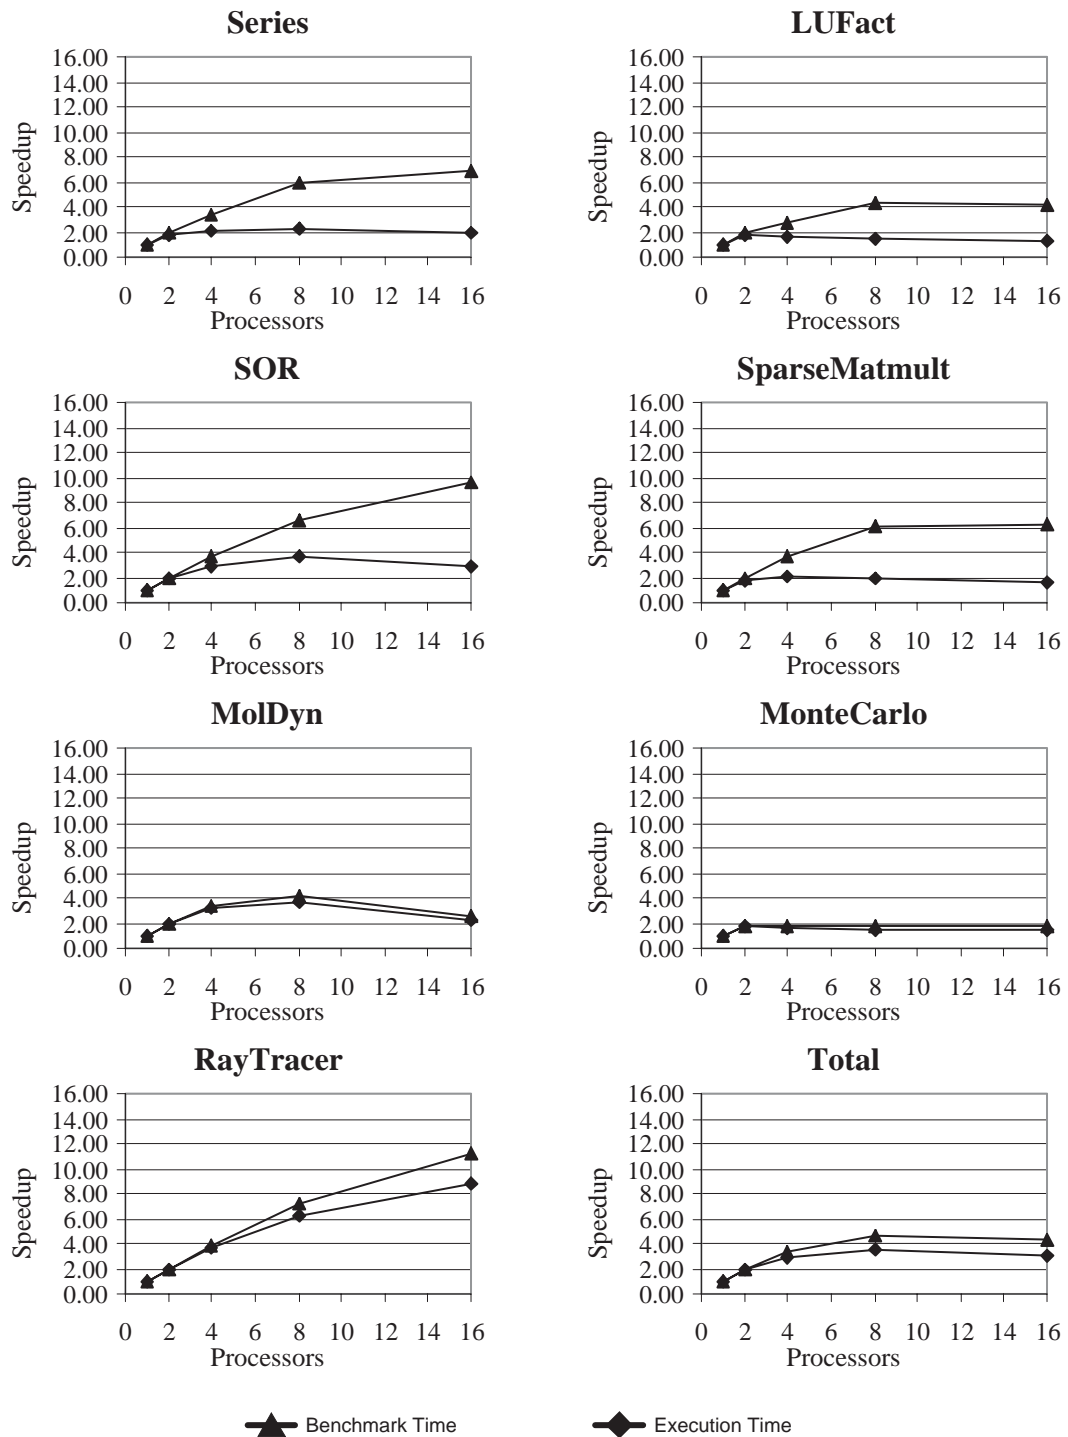 Series
16.00
14.00
12.00
10.00
8.00
6.00
4.00
2.00
0.00
Speedup
0 2 4 6 8 10 12 14 16
Processors
LUFact
16.00
14.00
12.00
10.00
8.00
6.00
4.00
2.00
0.00
Speedup
0 2 4 6 8 10 12 14 16
Processors
SOR
16.00
14.00
12.00
10.00
8.00
6.00
4.00
2.00
0.00
Speedup
0 2 4 6 8 10 12 14 16
Processors
SparseMatmult
16.00
14.00
12.00
10.00
8.00
6.00
4.00
2.00
0.00
Speedup
0 2 4 6 8 10 12 14 16
Processors
MolDyn
16.00
14.00
12.00
10.00
8.00
6.00
4.00
2.00
0.00
Speedup
0 2 4 6 8 10 12 14 16
Processors
MonteCarlo
16.00
14.00
12.00
10.00
8.00
6.00
4.00
2.00
0.00
Speedup
0 2 4 6 8 10 12 14 16
Processors
RayTracer
16.00
14.00
12.00
10.00
8.00
6.00
4.00
2.00
0.00
Speedup
0 2 4 6 8 10 12 14 16
Processors
Total
16.00
14.00
12.00
10.00
8.00
6.00
4.00
2.00
0.00
Speedup
0 2 4 6 8 10 12 14 16
Processors
Benchmark Time
Execution Time